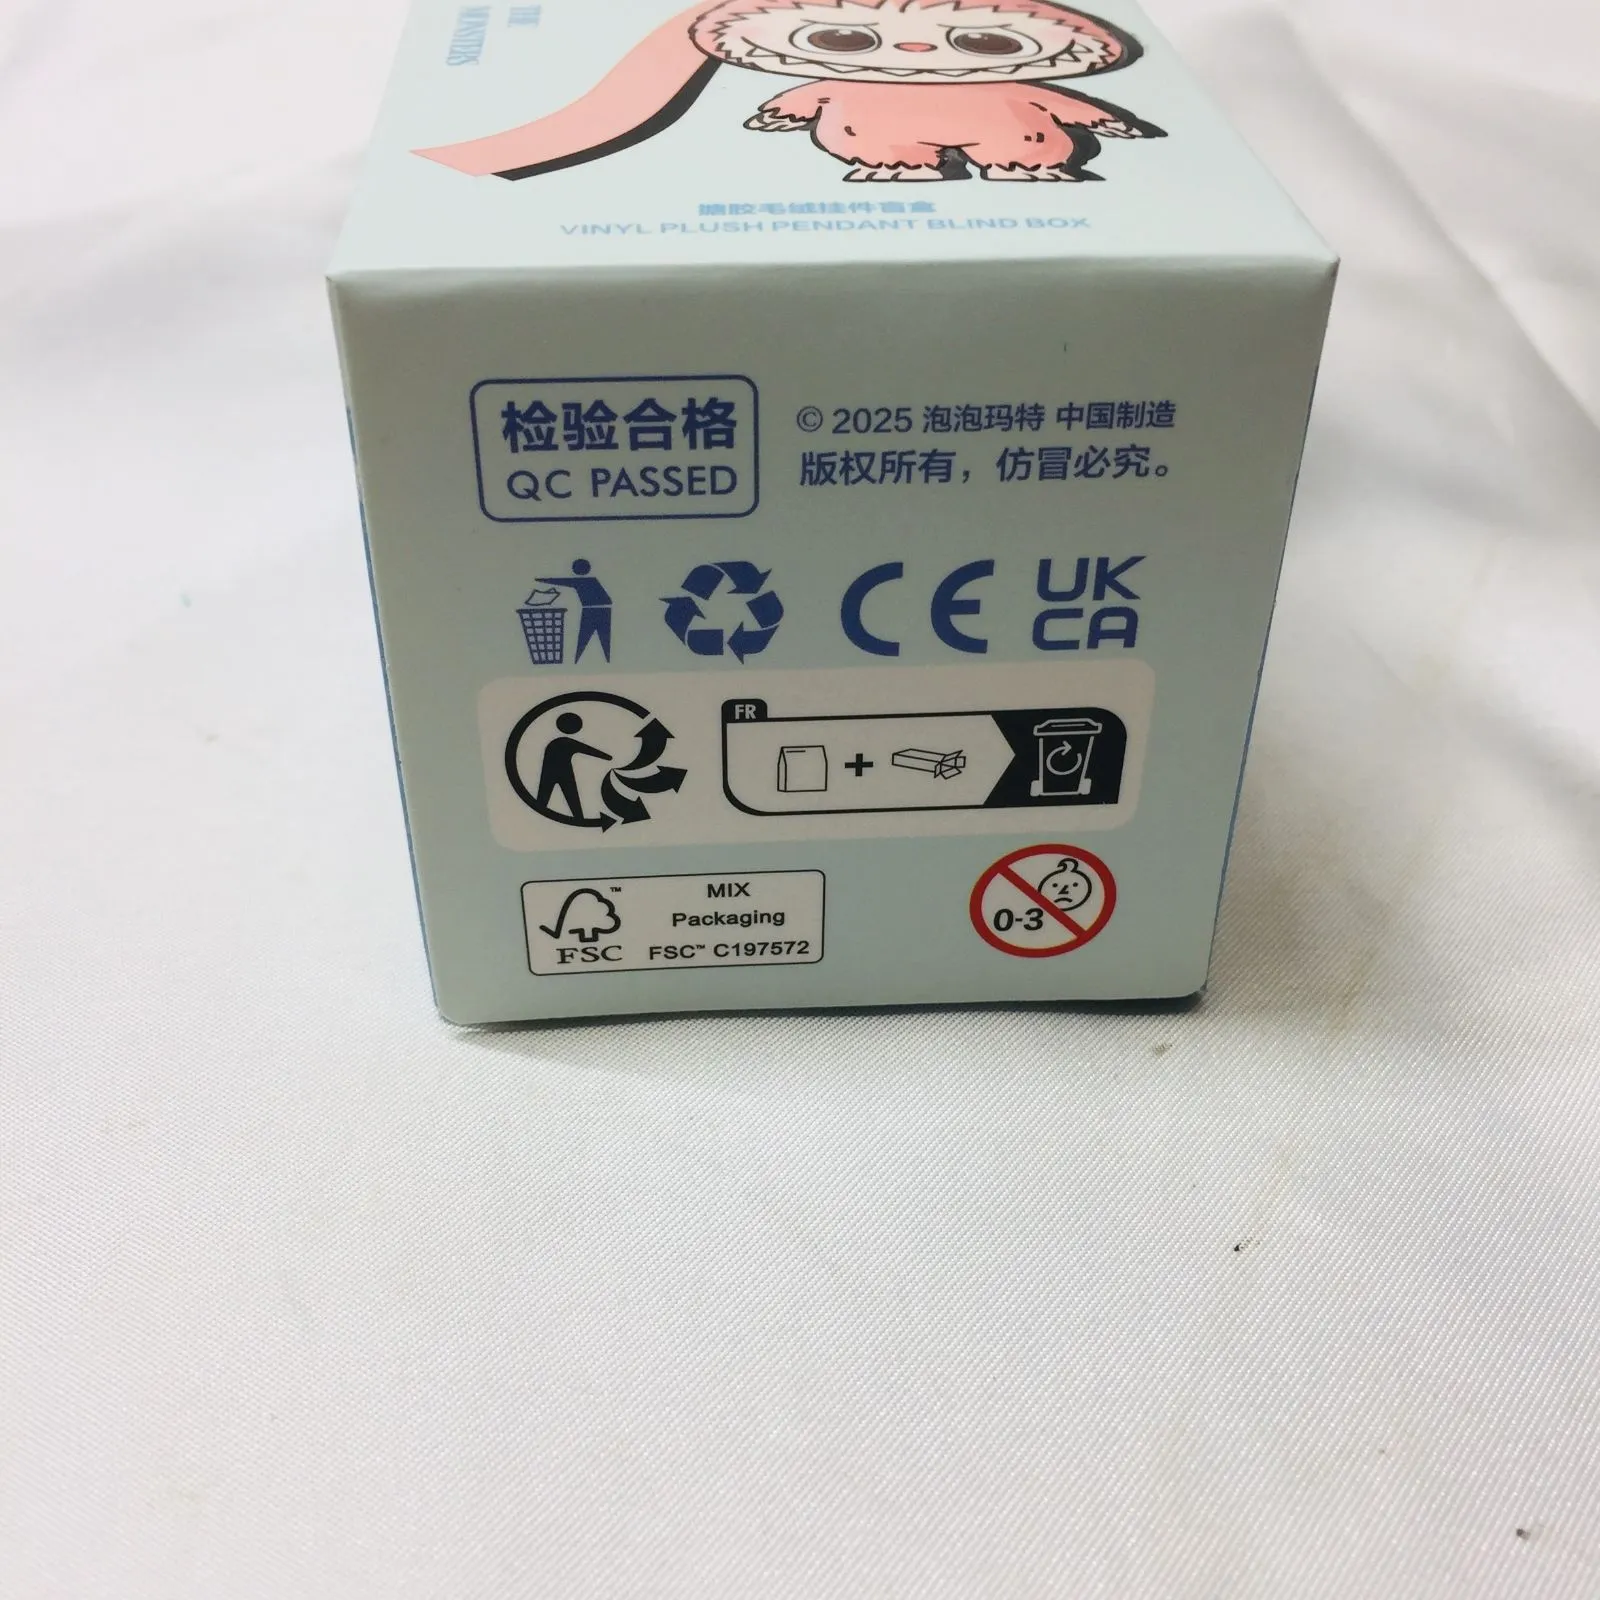 THE
MONSTERS
搪胶毛绒挂件盲盒
VINYL PLUSH PENDANT BLIND BOX
检验合格
QC PASSED
© 2025 泡泡玛特 中国制造
版权所有，仿冒必究。
CE
UK
CA
FR
FSC™
MIX
Packaging
FSC™ C197572
0-3